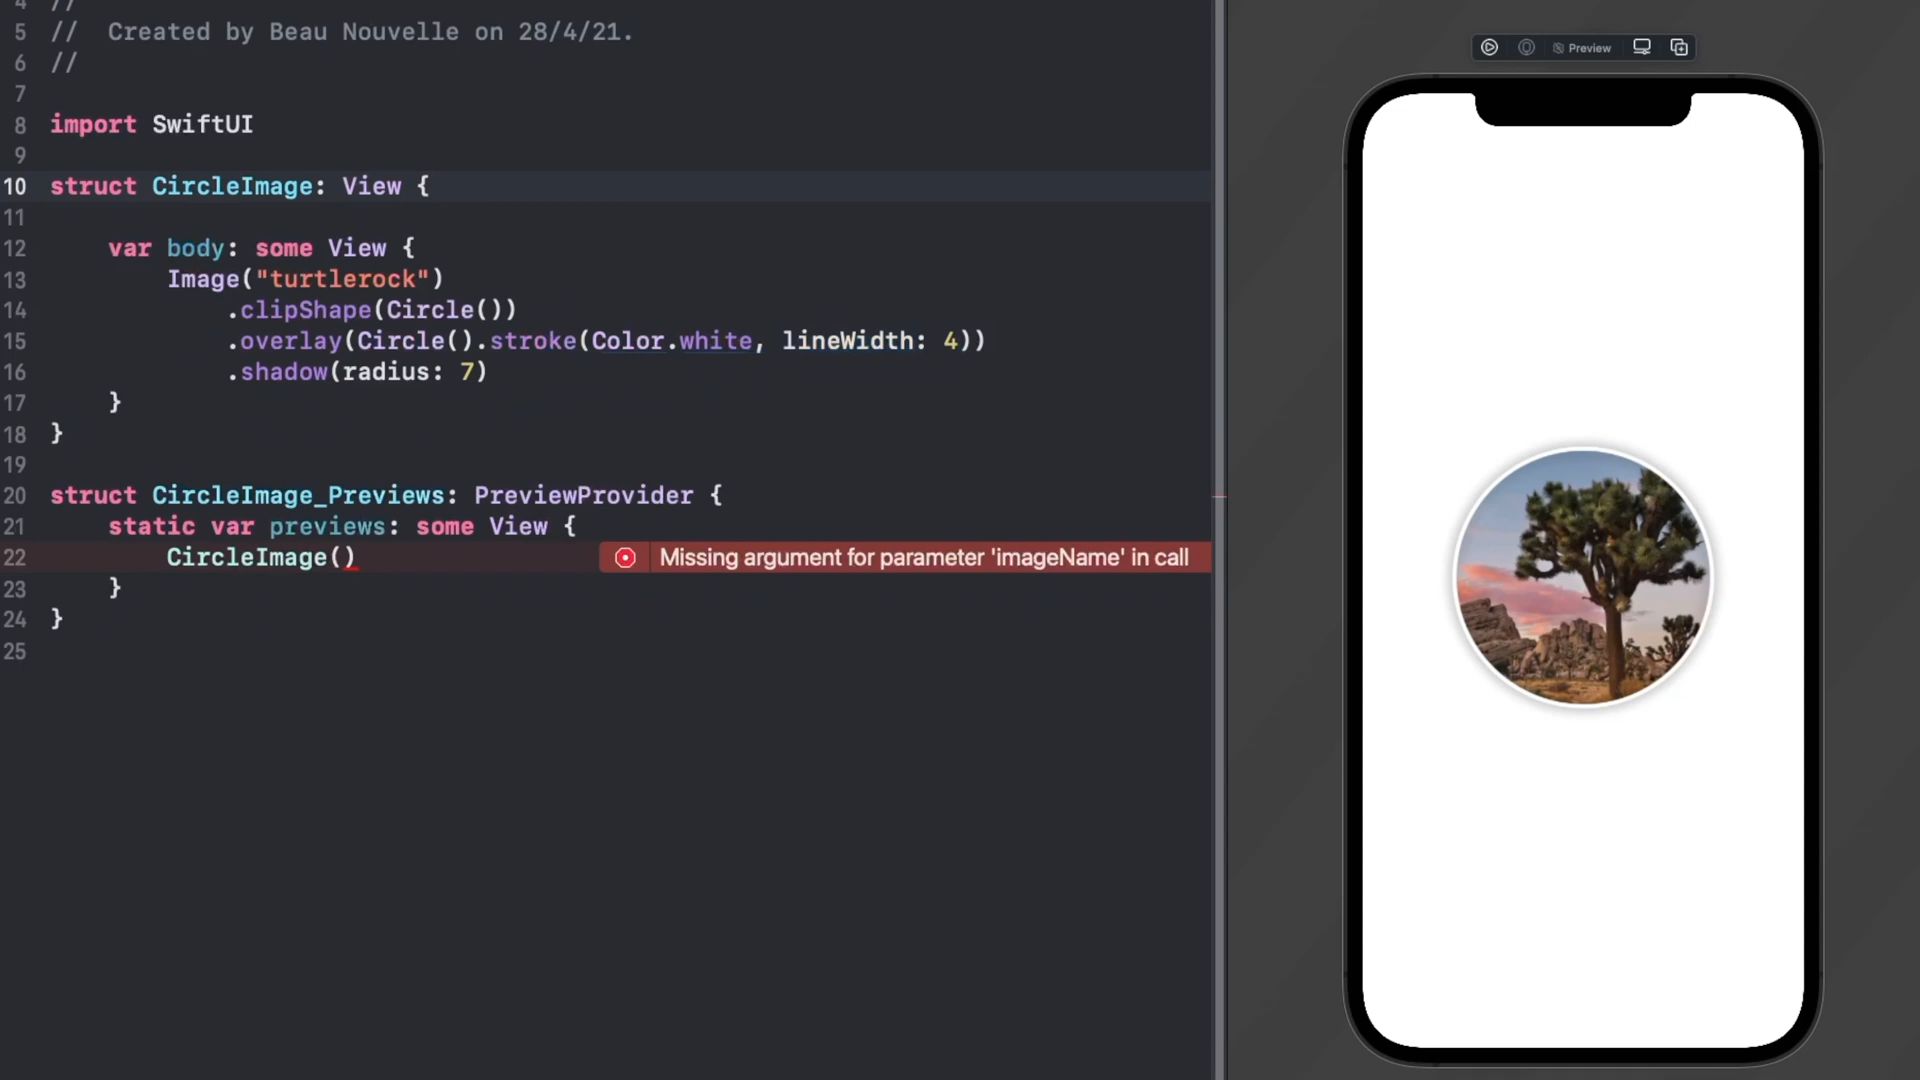 4 //
5 //  Created by Beau Nouvelle on 28/4/21.
6 //
7
8 import SwiftUI
9
10 struct CircleImage: View {
11
12     var body: some View {
13         Image("turtlerock")
14             .clipShape(Circle())
15             .overlay(Circle().stroke(Color.white, lineWidth: 4))
16             .shadow(radius: 7)
17     }
18 }
19
20 struct CircleImage_Previews: PreviewProvider {
21     static var previews: some View {
22         CircleImage() Missing argument for parameter 'imageName' in call
23     }
24 }
25
Preview